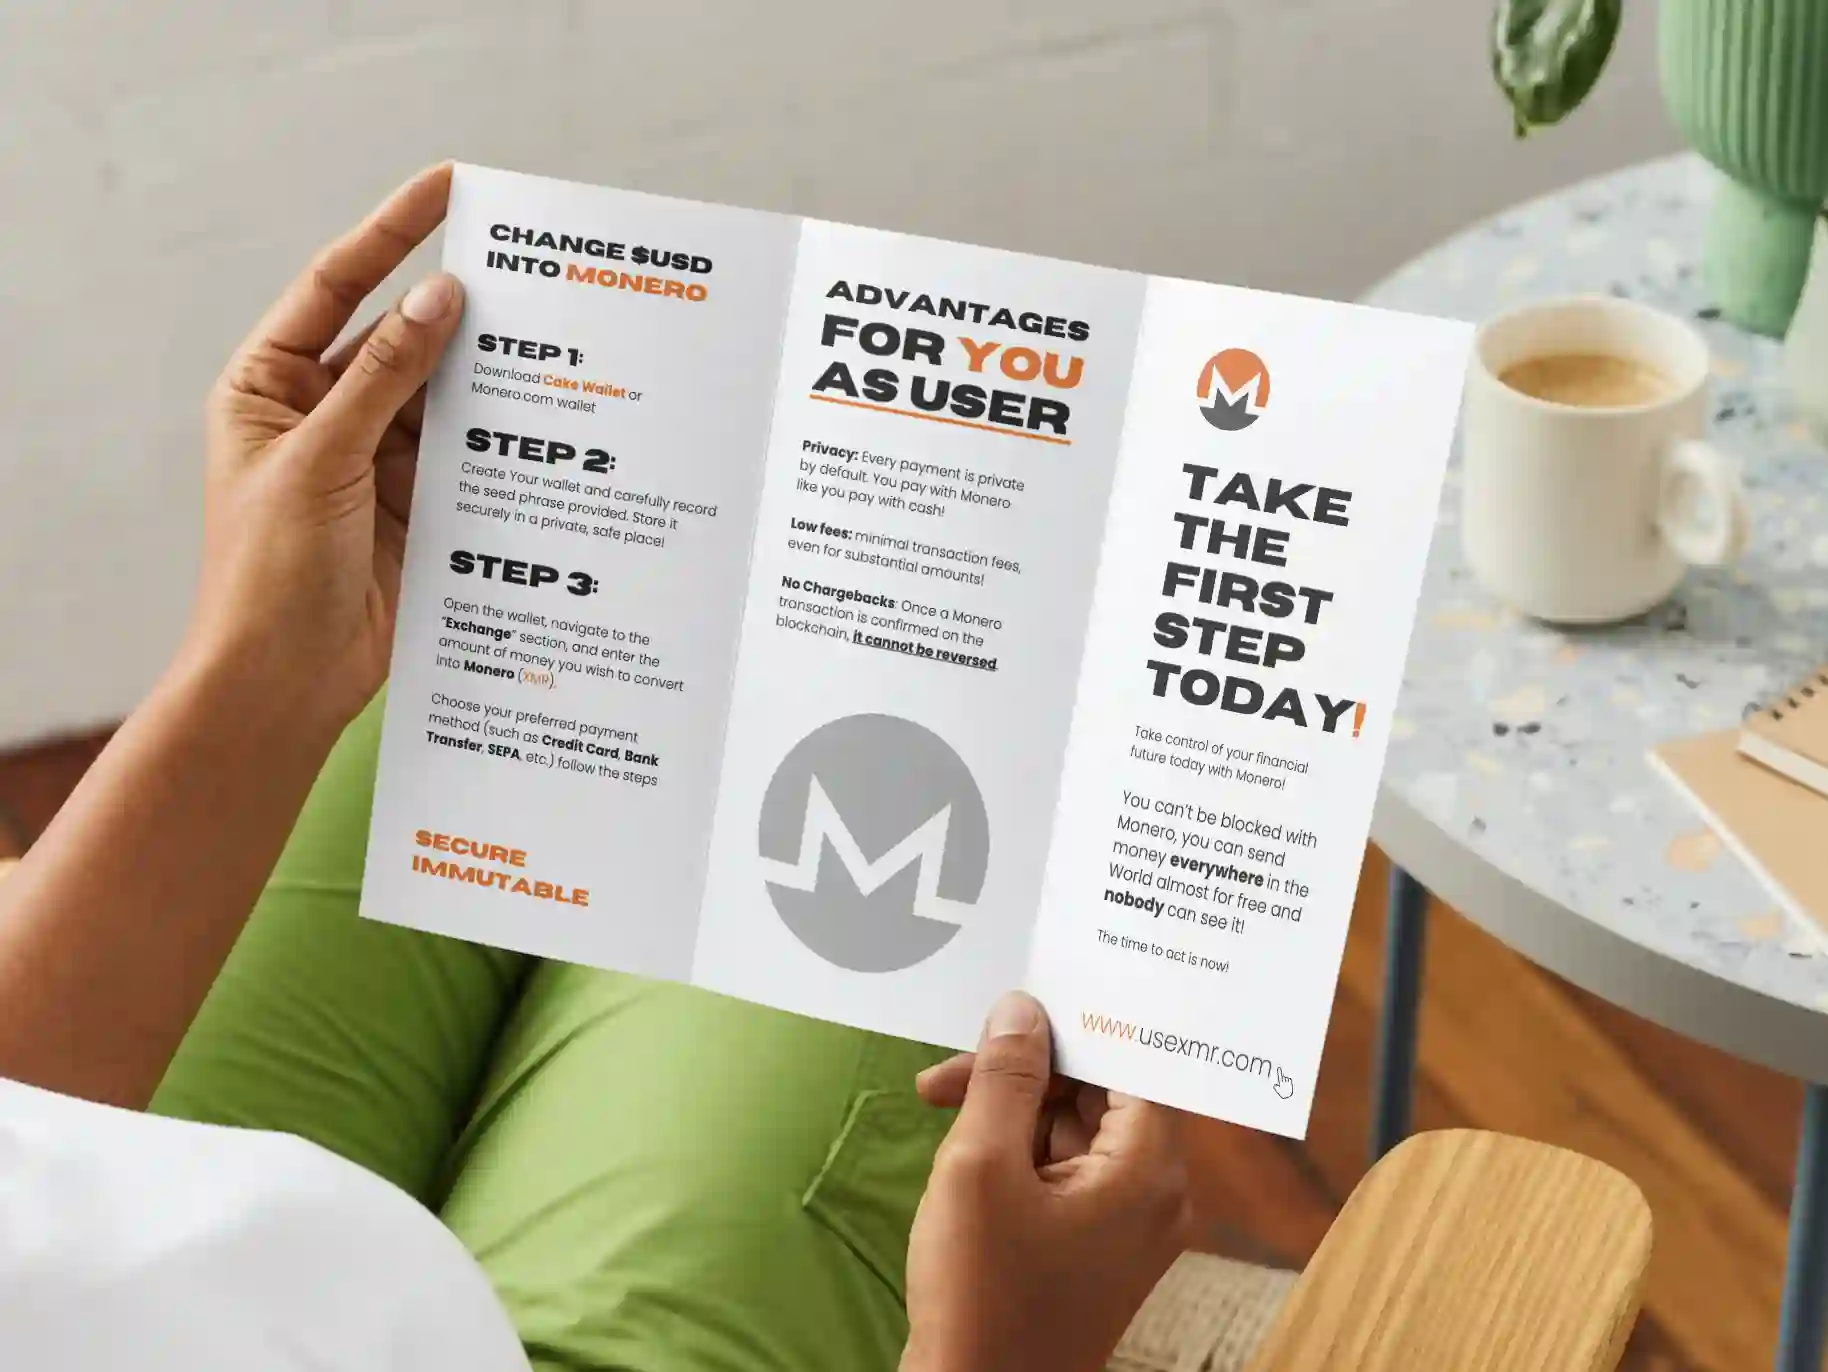 CHANGE $USD
INTO MONERO
STEP 1:
Download Cake Wallet or
Monero.com wallet
STEP 2:
Create Your wallet and carefully record
the seed phrase provided. Store it
securely in a private, safe place!
STEP 3:
Open the wallet, navigate to the
"Exchange" section, and enter the
amount of money you wish to convert
into Monero (XMR).
Choose your preferred payment
method (such as Credit Card, Bank
Transfer, SEPA, etc.) follow the steps
SECURE
IMMUTABLE
ADVANTAGES
FOR YOU
AS USER
Privacy: Every payment is private
by default. You pay with Monero
like you pay with cash!
Low fees: minimal transaction fees,
even for substantial amounts!
No Chargebacks: Once a Monero
transaction is confirmed on the
blockchain, it cannot be reversed.
TAKE
THE
FIRST
STEP
TODAY!
Take control of your financial
future today with Monero!
You can't be blocked with
Monero, you can send
money everywhere in the
World almost for free and
nobody can see it!
The time to act is now!
www.usexmr.com